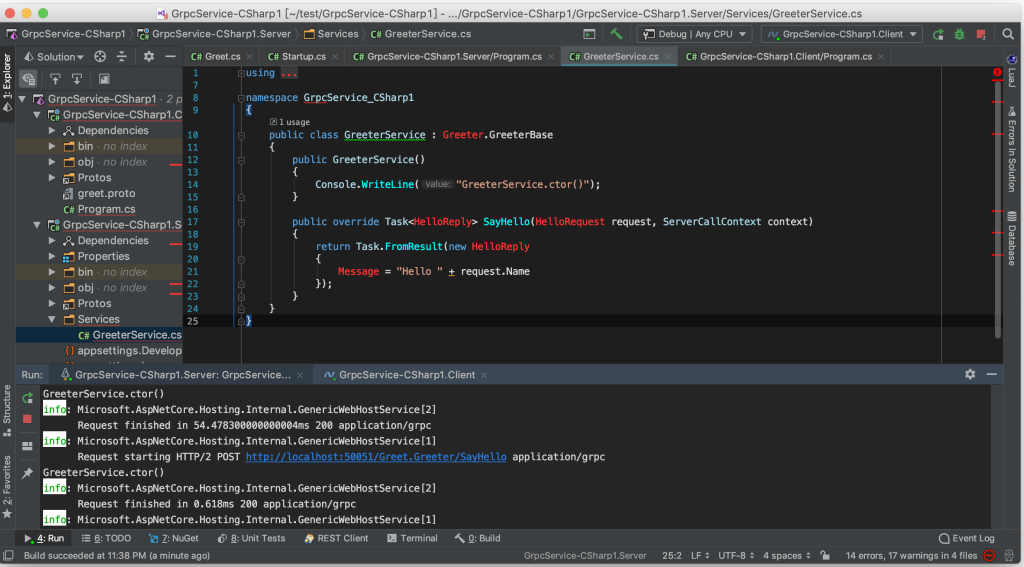 GrpcService-CSharp1 [~/test/GrpcService-CSharp1] - .../GrpcService-CSharp1/GrpcService-CSharp1.Server/Services/GreeterService.cs
GrpcService-CSharp1 GrpcService-CSharp1.Server Services GreeterService.cs Debug | Any CPU GrpcService-CSharp1.Client
1: Explorer
Solution
Greet.cs Startup.cs GrpcService-CSharp1.Server/Program.cs GreeterService.cs GrpcService-CSharp1.Client/Program.cs
GrpcService-CSharp1 · 2 p
GrpcService-CSharp1.C
Dependencies
bin · no index
obj · no index
Protos
greet.proto
C# Program.cs
GrpcService-CSharp1.S
Dependencies
Properties
bin · no index
obj · no index
Protos
Services
C# GreeterService.cs
appsettings.Develop
1 using ...
7
8 namespace GrpcService_CSharp1
9 {
1 usage
10 public class GreeterService : Greeter.GreeterBase
11 {
12 public GreeterService()
13 {
14 Console.WriteLine( value: "GreeterService.ctor()");
15 }
16
17 public override Task<HelloReply> SayHello(HelloRequest request, ServerCallContext context)
18 {
19 return Task.FromResult(new HelloReply
20 {
21 Message = "Hello " + request.Name
22 });
23 }
24 }
25 }
LuaJ
Errors In Solution
Database
Run: GrpcService-CSharp1.Server: GrpcService... GrpcService-CSharp1.Client
Structure
2: Favorites
GreeterService.ctor()
info: Microsoft.AspNetCore.Hosting.Internal.GenericWebHostService[2]
Request finished in 54.478300000000004ms 200 application/grpc
info: Microsoft.AspNetCore.Hosting.Internal.GenericWebHostService[1]
Request starting HTTP/2 POST http://localhost:50051/Greet.Greeter/SayHello application/grpc
GreeterService.ctor()
info: Microsoft.AspNetCore.Hosting.Internal.GenericWebHostService[2]
Request finished in 0.618ms 200 application/grpc
info: Microsoft.AspNetCore.Hosting.Internal.GenericWebHostService[1]
4: Run 6: TODO 7: NuGet 8: Unit Tests REST Client Terminal 0: Build Event Log
Build succeeded at 11:38 PM (a minute ago) GrpcService-CSharp1.Server 25:2 LF UTF-8 4 spaces 14 errors, 17 warnings in 4 files